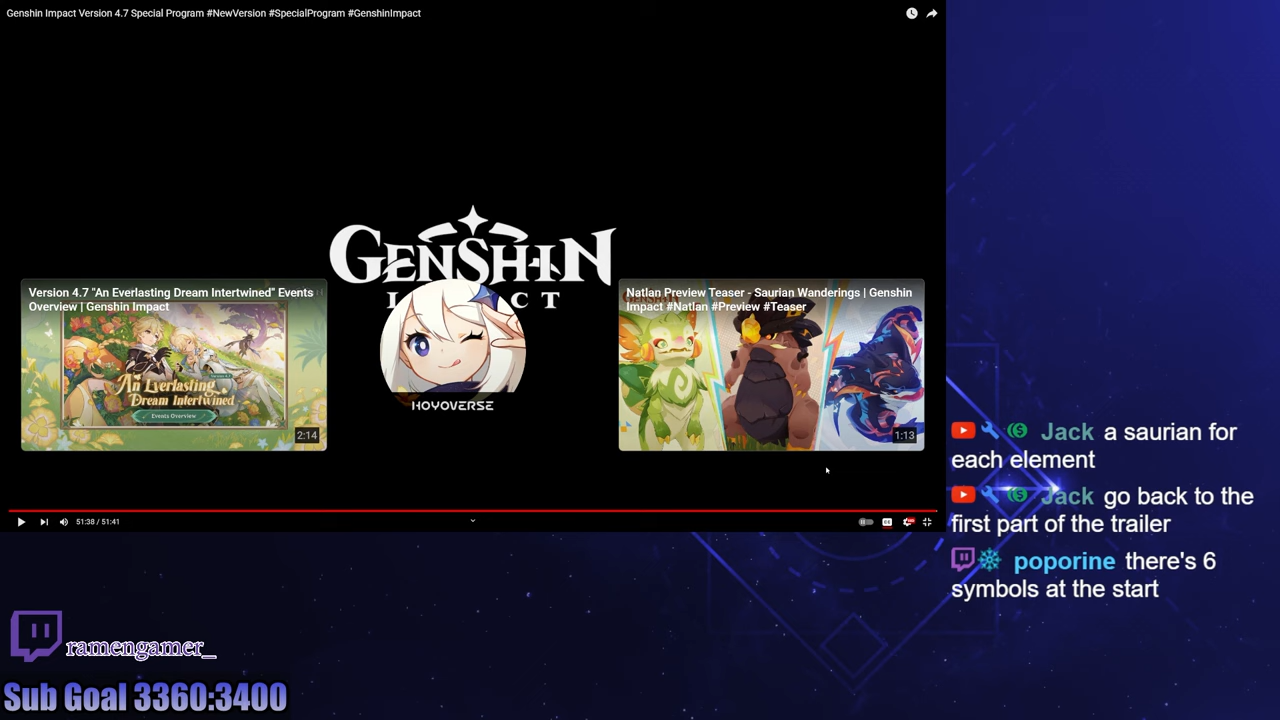 Genshin Impact Version 4.7 Special Program #NewVersion #SpecialProgram #GenshinImpact
GENSHIN
Version 4.7 "An Everlasting Dream Intertwined" Events
Overview | Genshin Impact
An Everlasting
Dream Intertwined
Events Overview
2:14
HOYOVERSE
Natlan Preview Teaser - Saurian Wanderings | Genshin
Impact #Natlan #Preview #Teaser
1:13
51:38 / 51:41
Jack a saurian for
each element
Jack go back to the
first part of the trailer
poporine there's 6
symbols at the start
ramengamer_
Sub Goal 3360:3400